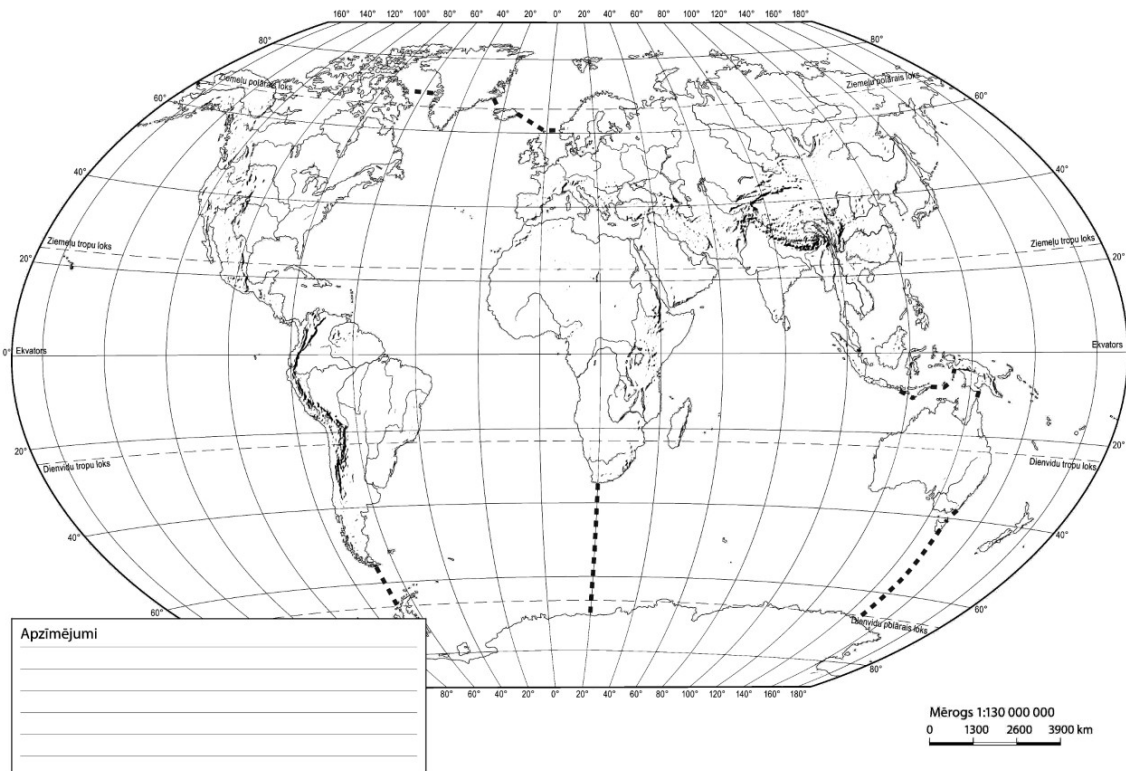 160° 140° 120° 100° 80° 60° 40° 20° 0° 20° 40° 60° 80° 100° 120° 140° 160° 180°
80° 80°
Ziemeļu polārais loks Ziemeļu polārais loks
60° 60°
40° 40°
Ziemeļu tropu loks Ziemeļu tropu loks
20° 20°
0° Ekvators Ekvators 0°
20° 20°
Dienvidu tropu loks Dienvidu tropu loks
40° 40°
60° 60°
Dienvidu polārais loks
80°
80° 60° 40° 20° 0° 20° 40° 60° 80° 100° 120° 140° 160° 180°
Apzīmējumi
Mērogs 1:130 000 000
0 1300 2600 3900 km